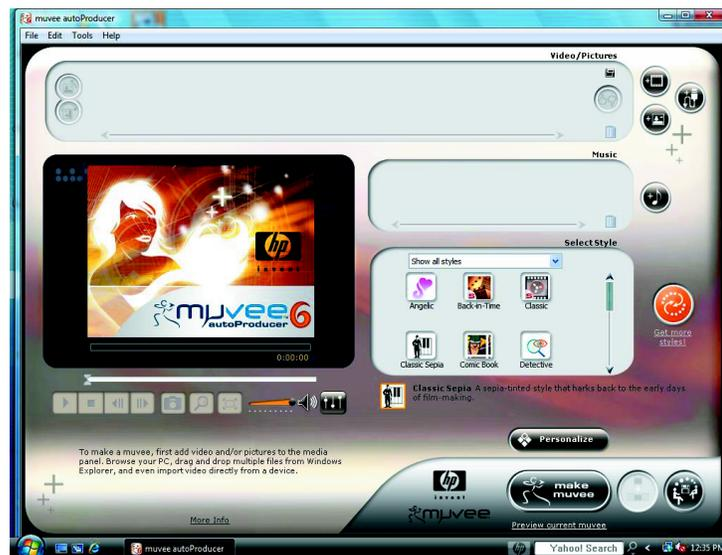 muvee autoProducer
File Edit Tools Help
Video/Pictures
Music
Select Style
Show all styles
Angelic Back-in-Time Classic
Classic Sepia Comic Book Detective
Get more
styles!
Classic Sepia A sepia-tinted style that harks back to the early days
of film-making.
hp
invent
muvee 6
autoProducer
0:00:00
Personalize
To make a muvee, first add video and/or pictures to the media
panel. Browse your PC, drag and drop multiple files from Windows
Explorer, and even import video directly from a device.
More Info
hp
invent
muvee
make
muvee
Preview current muvee
muvee autoProducer
hp
Yahoo! Search
12:35 PM